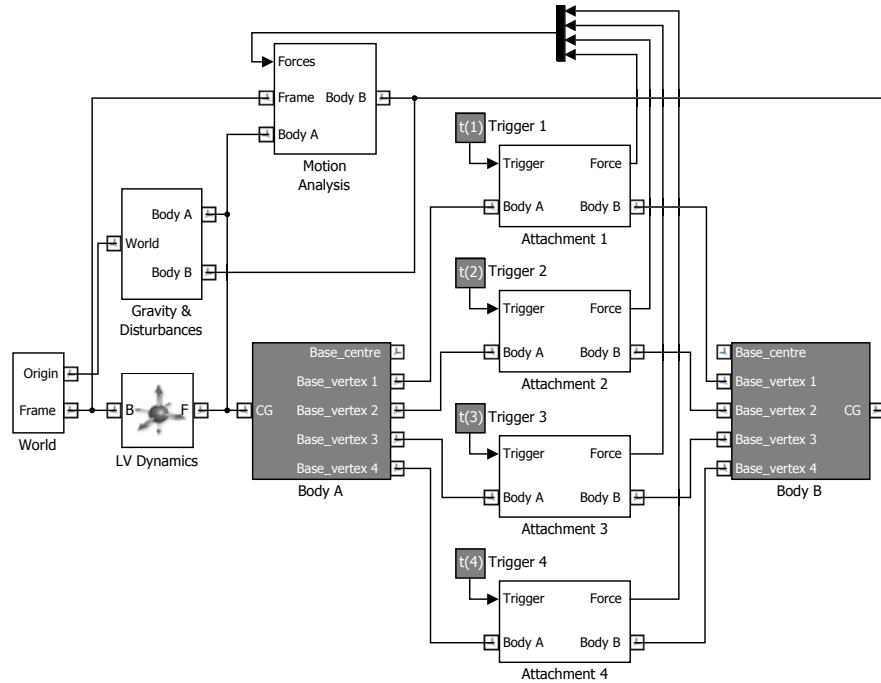 Forces
Frame
Body B
Body A
Motion
Analysis
Body A
World
Body B
Gravity &
Disturbances
Origin
Frame
World
B
F
LV Dynamics
CG
Base_centre
Base_vertex 1
Base_vertex 2
Base_vertex 3
Base_vertex 4
Body A
t(1)
Trigger 1
Trigger
Force
Body A
Body B
Attachment 1
t(2)
Trigger 2
Trigger
Force
Body A
Body B
Attachment 2
t(3)
Trigger 3
Trigger
Force
Body A
Body B
Attachment 3
t(4)
Trigger 4
Trigger
Force
Body A
Body B
Attachment 4
Base_centre
Base_vertex 1
Base_vertex 2
Base_vertex 3
Base_vertex 4
CG
Body B